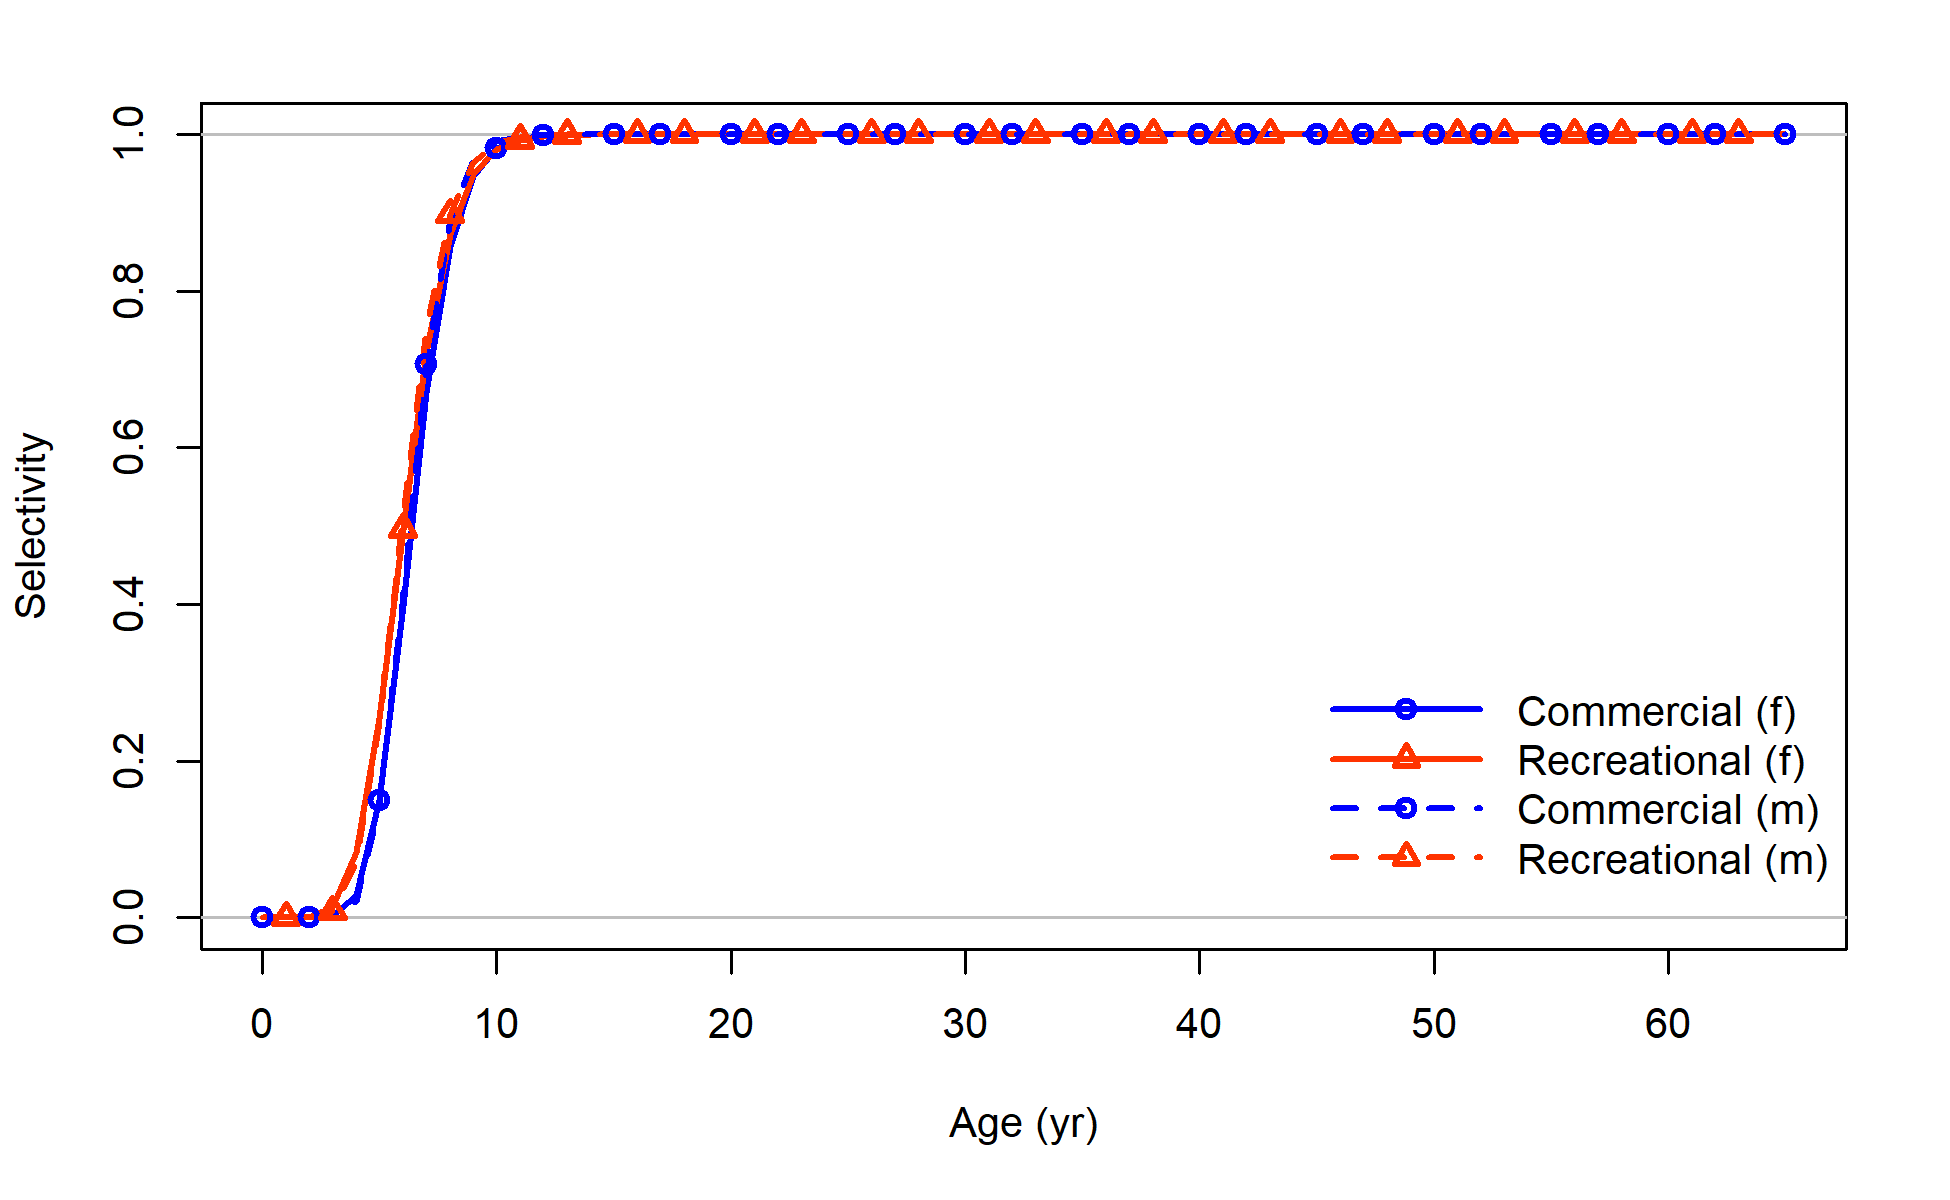 1.0
0.8
0.6
0.4
0.2
0.0
Selectivity
Commercial (f)
Recreational (f)
Commercial (m)
Recreational (m)
0 10 20 30 40 50 60
Age (yr)